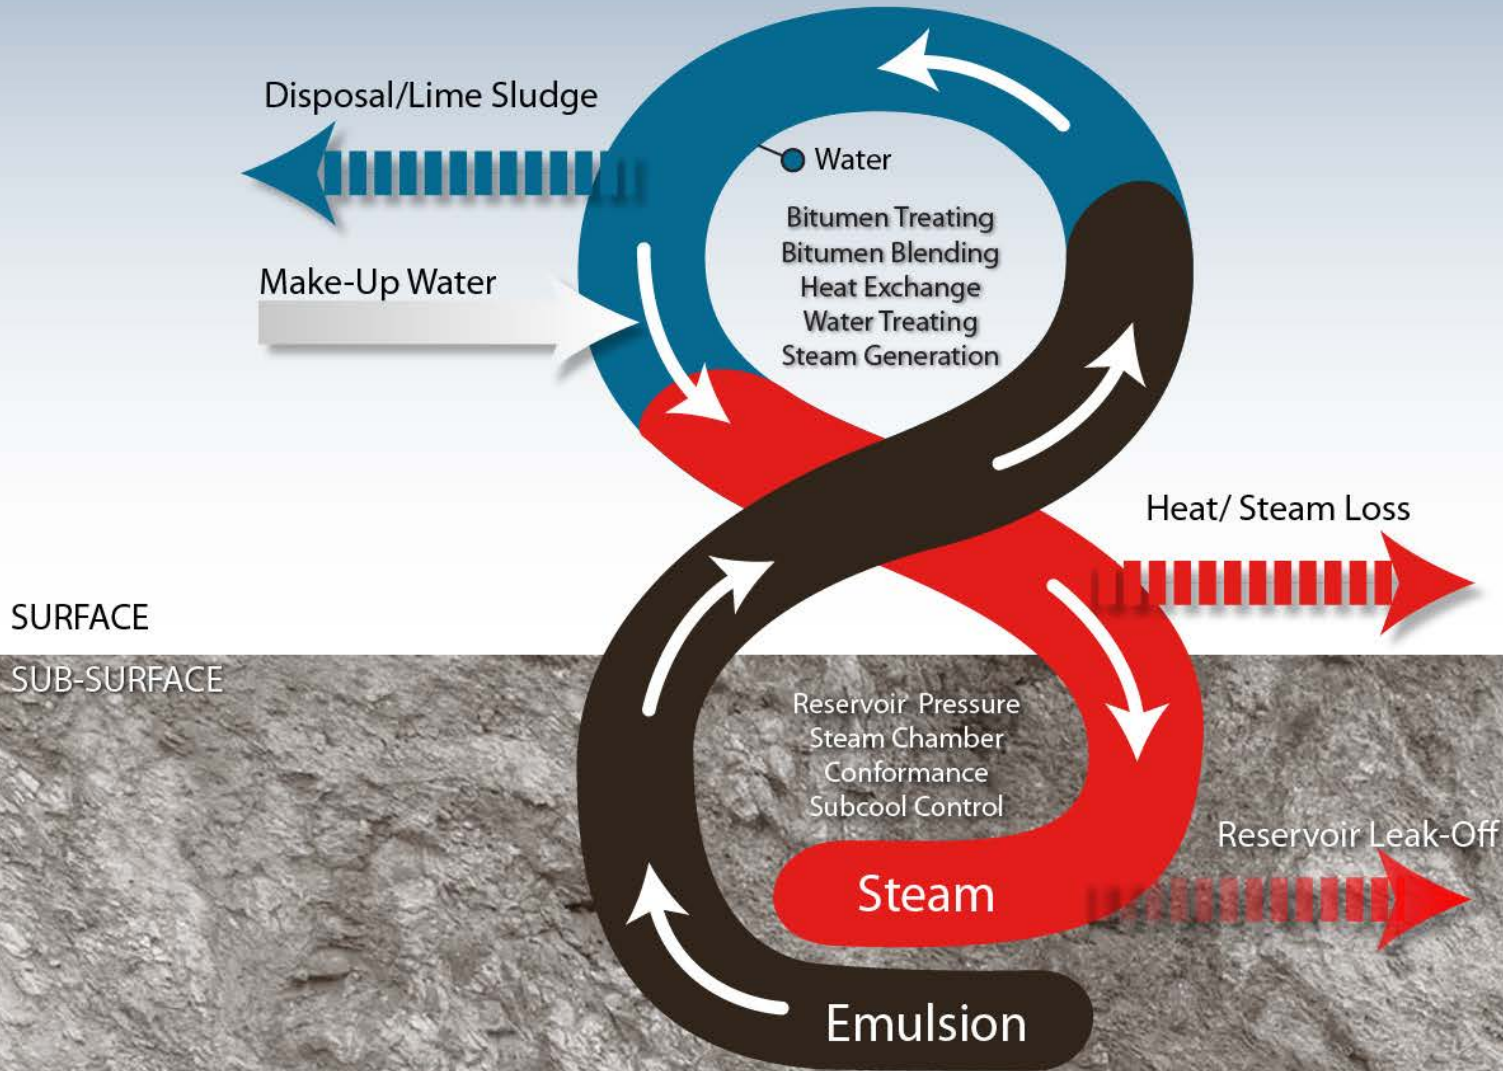 Disposal/Lime Sludge
Water
Bitumen Treating
Bitumen Blending
Heat Exchange
Water Treating
Steam Generation
Make-Up Water
Heat/ Steam Loss
SURFACE
SUB-SURFACE
Reservoir Pressure
Steam Chamber
Conformance
Subcool Control
Reservoir Leak-Off
Steam
Emulsion